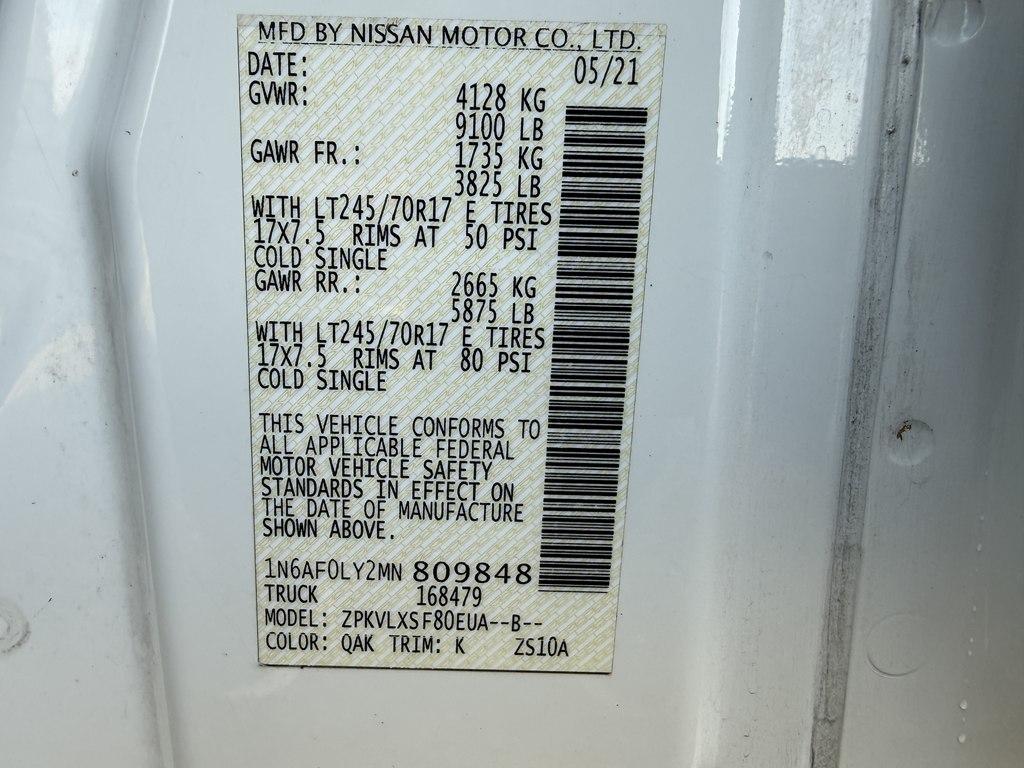 MFD BY NISSAN MOTOR CO., LTD.
DATE: 05/21
GVWR: 4128 KG
9100 LB
GAWR FR.: 1735 KG
3825 LB
WITH LT245/70R17 E TIRES
17X7.5 RIMS AT 50 PSI
COLD SINGLE
GAWR RR.: 2665 KG
5875 LB
WITH LT245/70R17 E TIRES
17X7.5 RIMS AT 80 PSI
COLD SINGLE
THIS VEHICLE CONFORMS TO
ALL APPLICABLE FEDERAL
MOTOR VEHICLE SAFETY
STANDARDS IN EFFECT ON
THE DATE OF MANUFACTURE
SHOWN ABOVE.
1N6AF0LY2MN 809848
TRUCK 168479
MODEL: ZPKVLXSF80EUA--B--
COLOR: QAK TRIM: K ZS10A